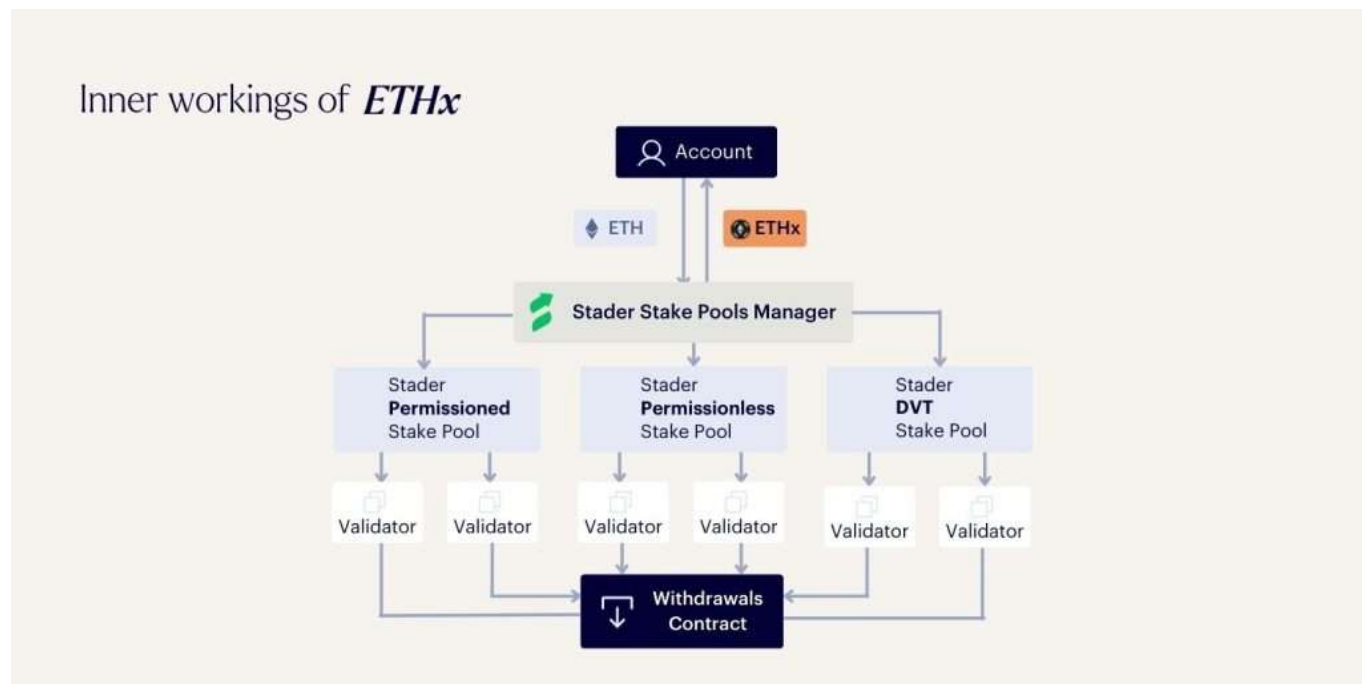 Inner workings of ETHx
Account
ETH
ETHx
Stader Stake Pools Manager
Stader
Permissioned
Stake Pool
Stader
Permissionless
Stake Pool
Stader
DVT
Stake Pool
Validator
Validator
Validator
Validator
Validator
Validator
Withdrawals
Contract